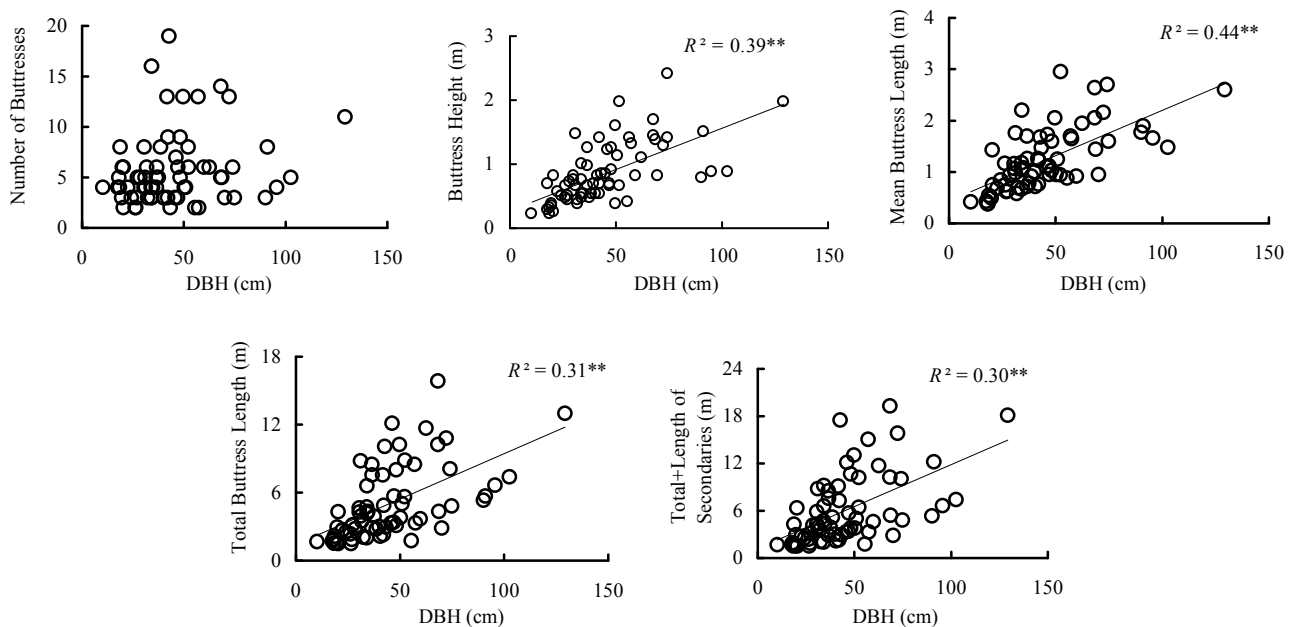 Number of Buttresses
20
15
10
5
0
0 50 100 150
DBH (cm)
Buttress Height (m)
3
2
1
0
R² = 0.39**
0 50 100 150
DBH (cm)
Mean Buttress Length (m)
4
3
2
1
0
R² = 0.44**
0 50 100 150
DBH (cm)
Total Buttress Length (m)
18
12
6
0
R² = 0.31**
0 50 100 150
DBH (cm)
Total+Length of
Secondaries (m)
24
18
12
6
0
R² = 0.30**
0 50 100 150
DBH (cm)